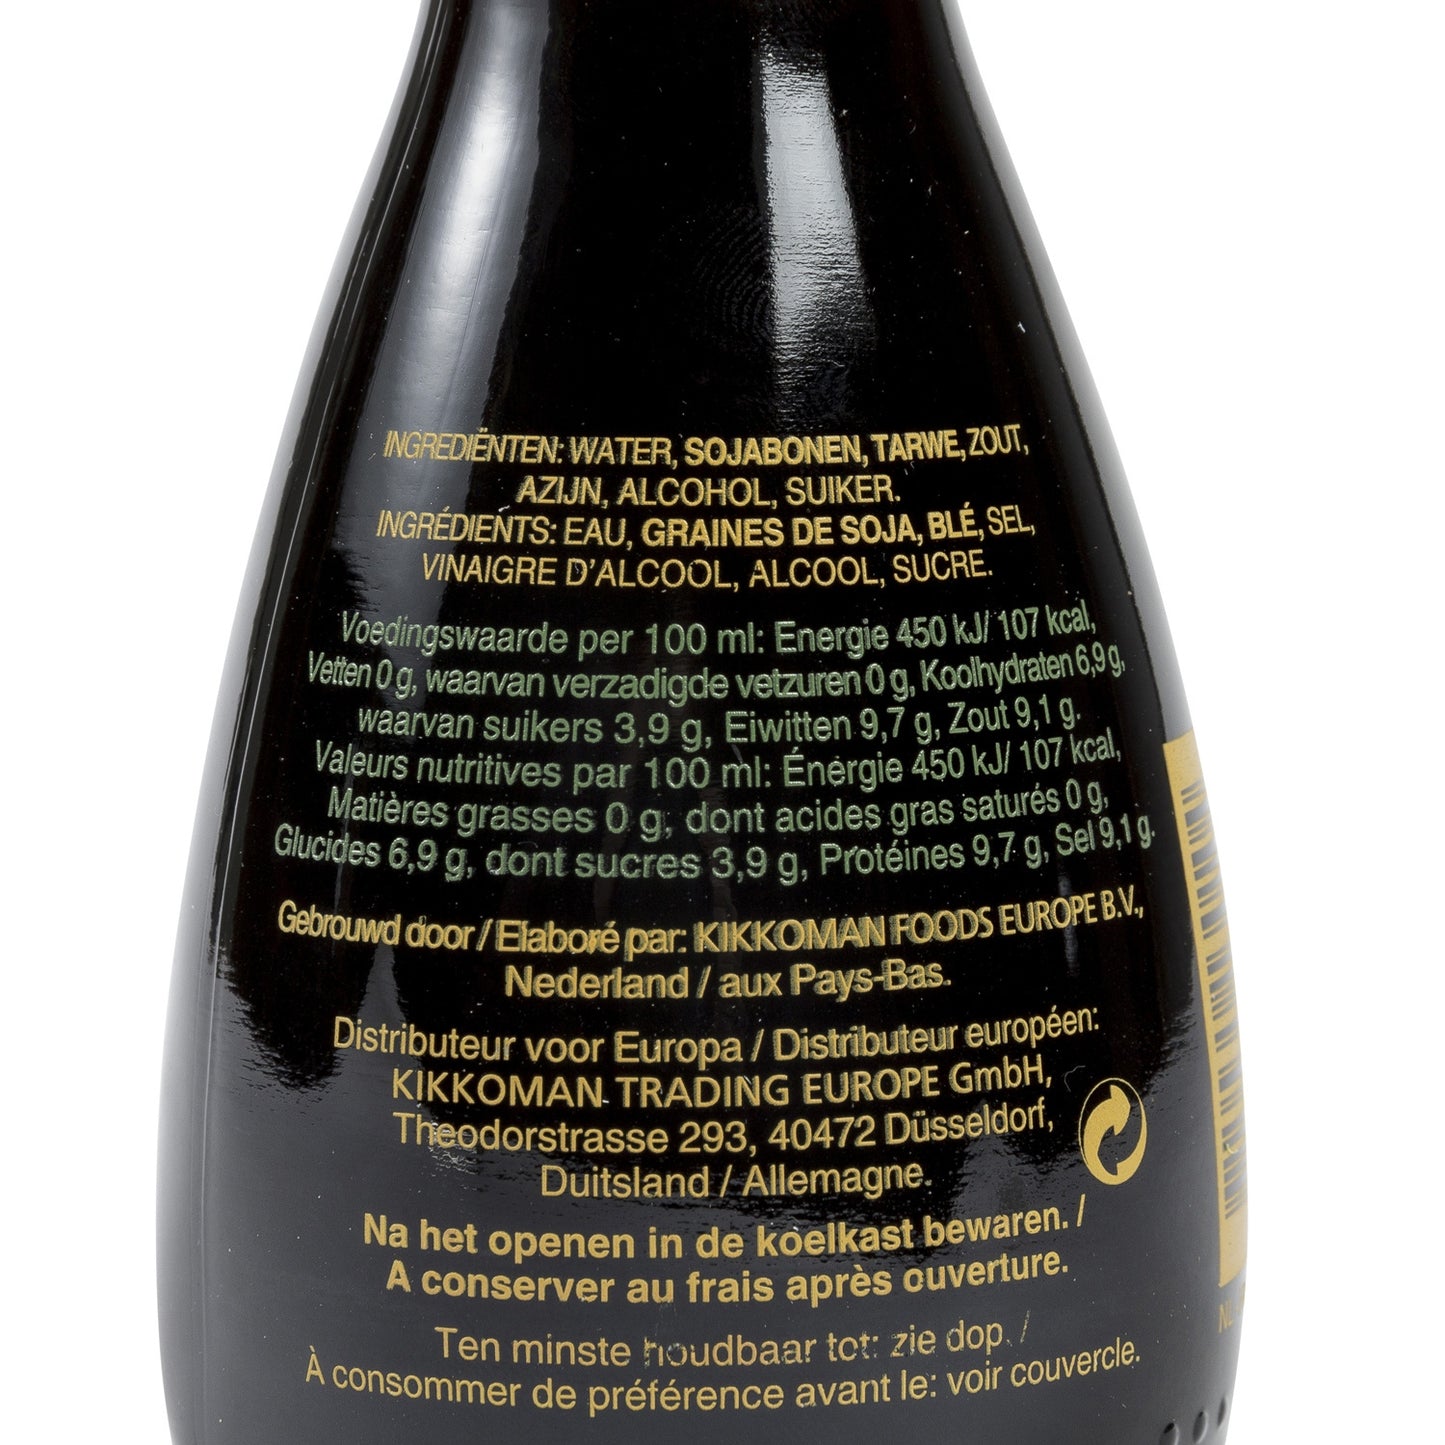 INGREDIËNTEN: WATER, SOJABONEN, TARWE, ZOUT,
AZIJN, ALCOHOL, SUIKER.
INGRÉDIENTS: EAU, GRAINES DE SOJA, BLÉ, SEL,
VINAIGRE D'ALCOOL, ALCOOL, SUCRE.
Voedingswaarde per 100 ml: Energie 450 kJ/ 107 kcal,
Vetten 0 g, waarvan verzadigde vetzuren 0 g, Koolhydraten 6,9 g,
waarvan suikers 3,9 g, Eiwitten 9,7 g, Zout 9,1 g.
Valeurs nutritives par 100 ml: Énergie 450 kJ/ 107 kcal,
Matières grasses 0 g, dont acides gras saturés 0 g,
Glucides 6,9 g, dont sucres 3,9 g, Protéines 9,7 g, Sel 9,1 g.
Gebrouwd door / Elaboré par: KIKKOMAN FOODS EUROPE B.V.,
Nederland / aux Pays-Bas.
Distributeur voor Europa / Distributeur européen:
KIKKOMAN TRADING EUROPE GmbH,
Theodorstrasse 293, 40472 Düsseldorf,
Duitsland / Allemagne.
Na het openen in de koelkast bewaren. /
A conserver au frais après ouverture.
Ten minste houdbaar tot: zie dop. /
À consommer de préférence avant le: voir couvercle.
NL